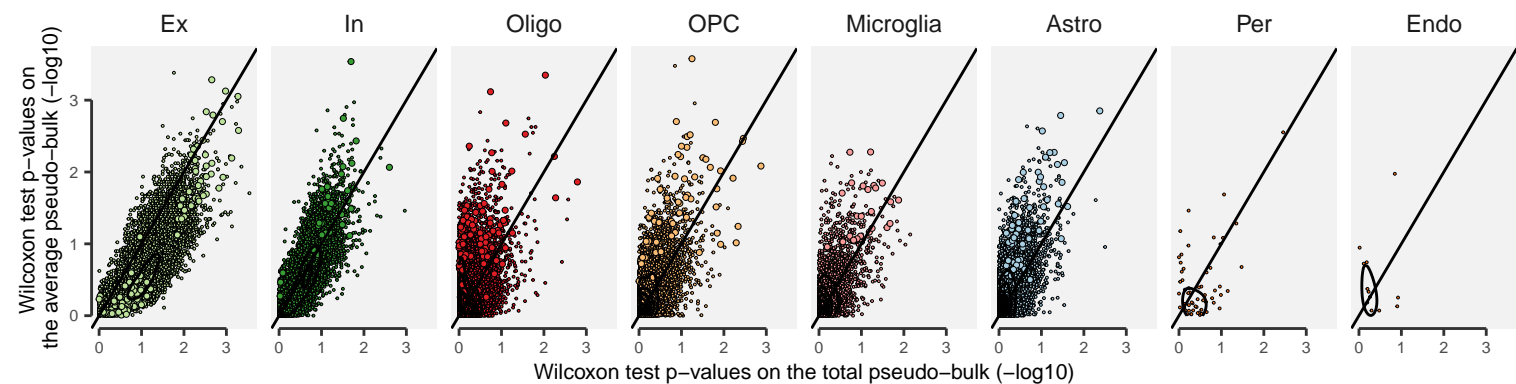 Ex In Oligo OPC Microglia Astro Per Endo
Wilcoxon test p−values on
the average pseudo−bulk (−log10)
3
2
1
0
0 1 2 3 0 1 2 3 0 1 2 3 0 1 2 3 0 1 2 3 0 1 2 3 0 1 2 3 0 1 2 3
Wilcoxon test p−values on the total pseudo−bulk (−log10)